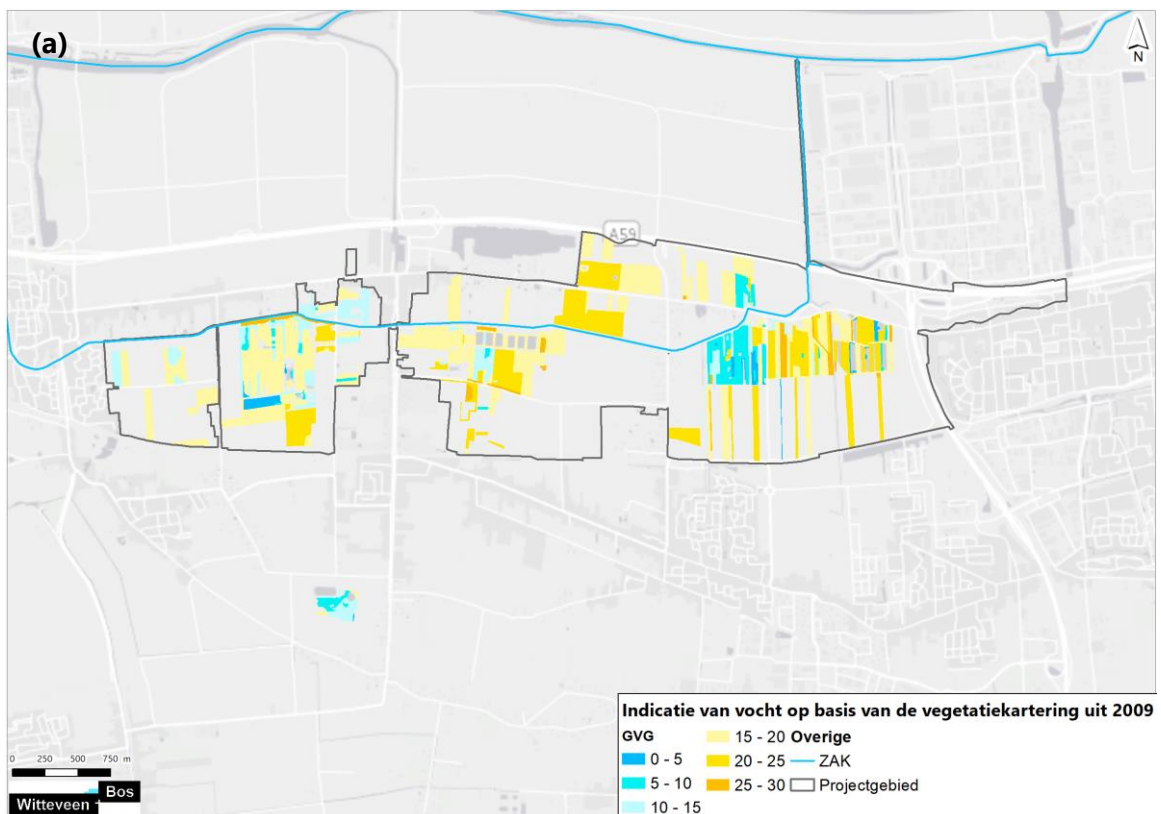 (a)
N
A59
0 250 500 750 m
Witteveen + Bos
Indicatie van vocht op basis van de vegetatiekartering uit 2009
GVG
0 - 5
5 - 10
10 - 15
15 - 20
20 - 25
25 - 30
Overige
ZAK
Projectgebied